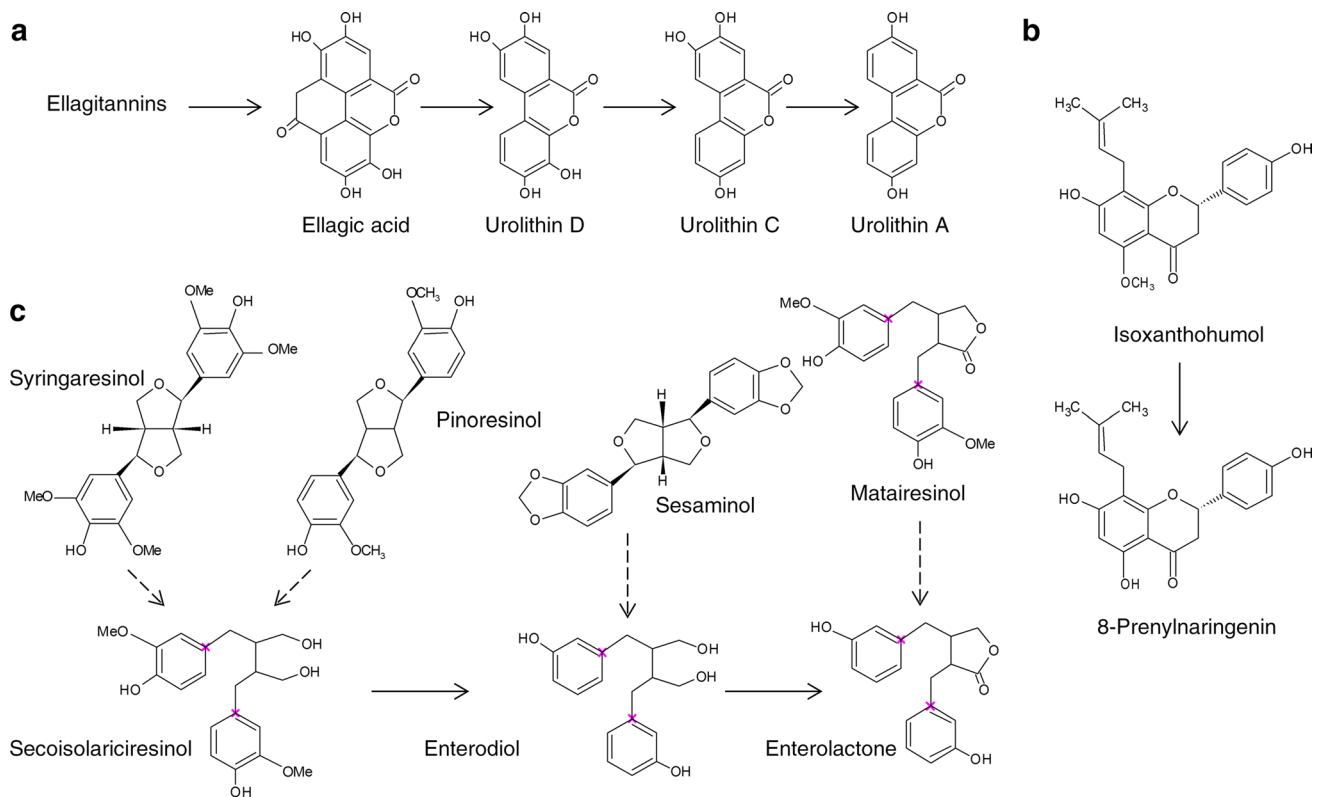 a
Ellagitannins
OH
HO
O
O
O
OH
OH
Ellagic acid
OH
HO
O
O
OH
OH
Urolithin D
OH
HO
O
O
OH
Urolithin C
OH
O
O
OH
Urolithin A
b
H3C CH3
HO
O
OH
OCH3
O
Isoxanthohumol
H3C CH3
HO
O
OH
OH
O
8-Prenylnaringenin
c
Syringaresinol
OMe
OH
OMe
O
H H
O
MeO
HO
OMe
Pinoresinol
OCH3
OH
O
O
HO
OCH3
Sesaminol
O
O
H
O
O
H
O
O
Matairesinol
MeO
HO
O
O
OMe
OH
Secoisolariciresinol
MeO
HO
OH
OH
OMe
OH
Enterodiol
HO
OH
OH
OH
Enterolactone
HO
O
O
OH